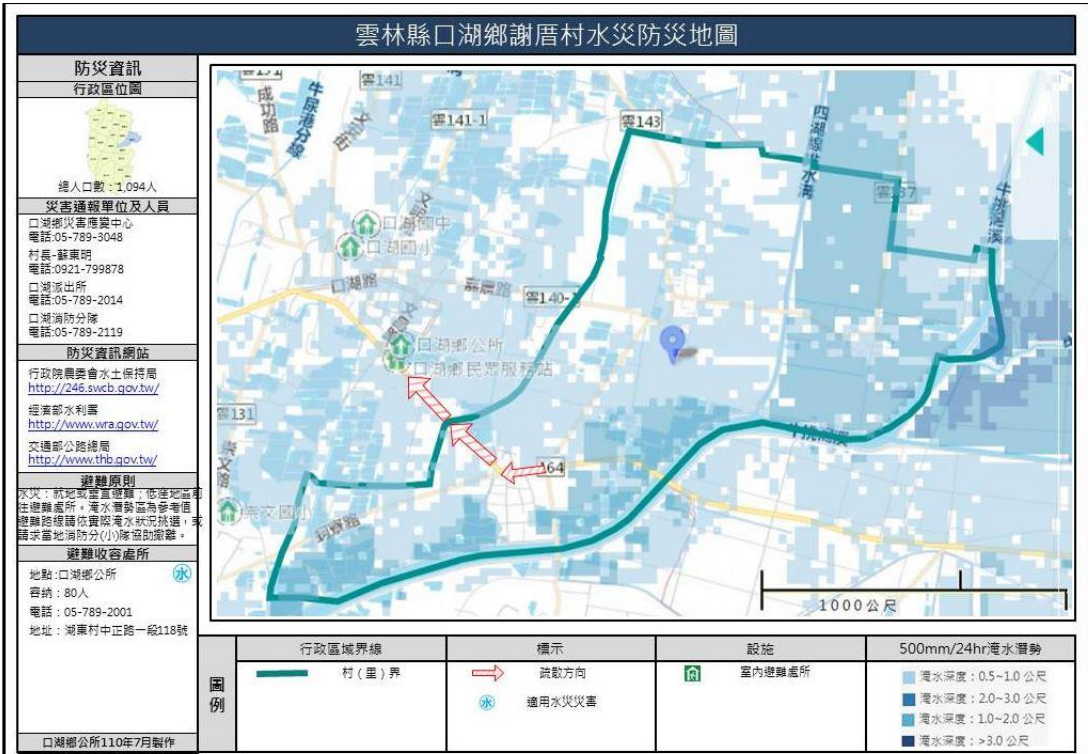 雲林縣口湖鄉謝厝村水災防災地圖
防災資訊
行政區位圖
總人口數：1,094人
災害通報單位及人員
口湖鄉災害應變中心
電話:05-789-3048
村長-蘇東明
電話:0921-799878
口湖派出所
電話:05-789-2014
口湖消防分隊
電話:05-789-2119
防災資訊網站
行政院農委會水土保持局
http://246.swcb.gov.tw/
經濟部水利署
http://www.wra.gov.tw/
交通部公路總局
http://www.thb.gov.tw/
避難原則
水災：就地或垂直避難；低窪地區前
往避難處所。淹水潛勢區為參考值
避難路線請依實際淹水狀況挑選，或
請求當地消防分(小)隊協助撤離。
避難收容處所
地點:口湖鄉公所
水
容納：80人
電話：05-789-2001
地址：湖東村中正路一段118號
口湖鄉公所110年7月製作
雲141
成功路
牛尿港分線
雲141-1
雲143
四湖線排水溝
雲137
口湖國中
口湖國小
口湖路
雲140-1
口湖鄉公所
口湖鄉民眾服務站
雲131
崇文路
164
崇文國小
1000公尺
圖例
行政區域界線
標示
設施
500mm/24hr淹水潛勢
村（里）界
疏散方向
室內避難處所
水
適用水災災害
淹水深度：0.5~1.0 公尺
淹水深度：2.0~3.0 公尺
淹水深度：1.0~2.0 公尺
淹水深度：>3.0 公尺